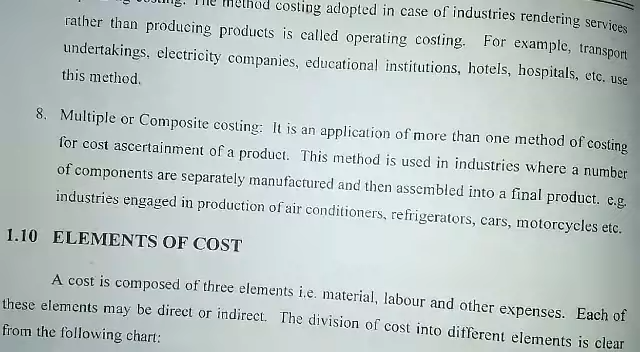 costing. The method costing adopted in case of industries rendering services
rather than producing products is called operating costing. For example, transport
undertakings, electricity companies, educational institutions, hotels, hospitals, etc. use
this method.
8. Multiple or Composite costing: It is an application of more than one method of costing
for cost ascertainment of a product. This method is used in industries where a number
of components are separately manufactured and then assembled into a final product. e.g.
industries engaged in production of air conditioners, refrigerators, cars, motorcycles etc.
1.10 ELEMENTS OF COST
A cost is composed of three elements i.e. material, labour and other expenses. Each of
these elements may be direct or indirect. The division of cost into different elements is clear
from the following chart: